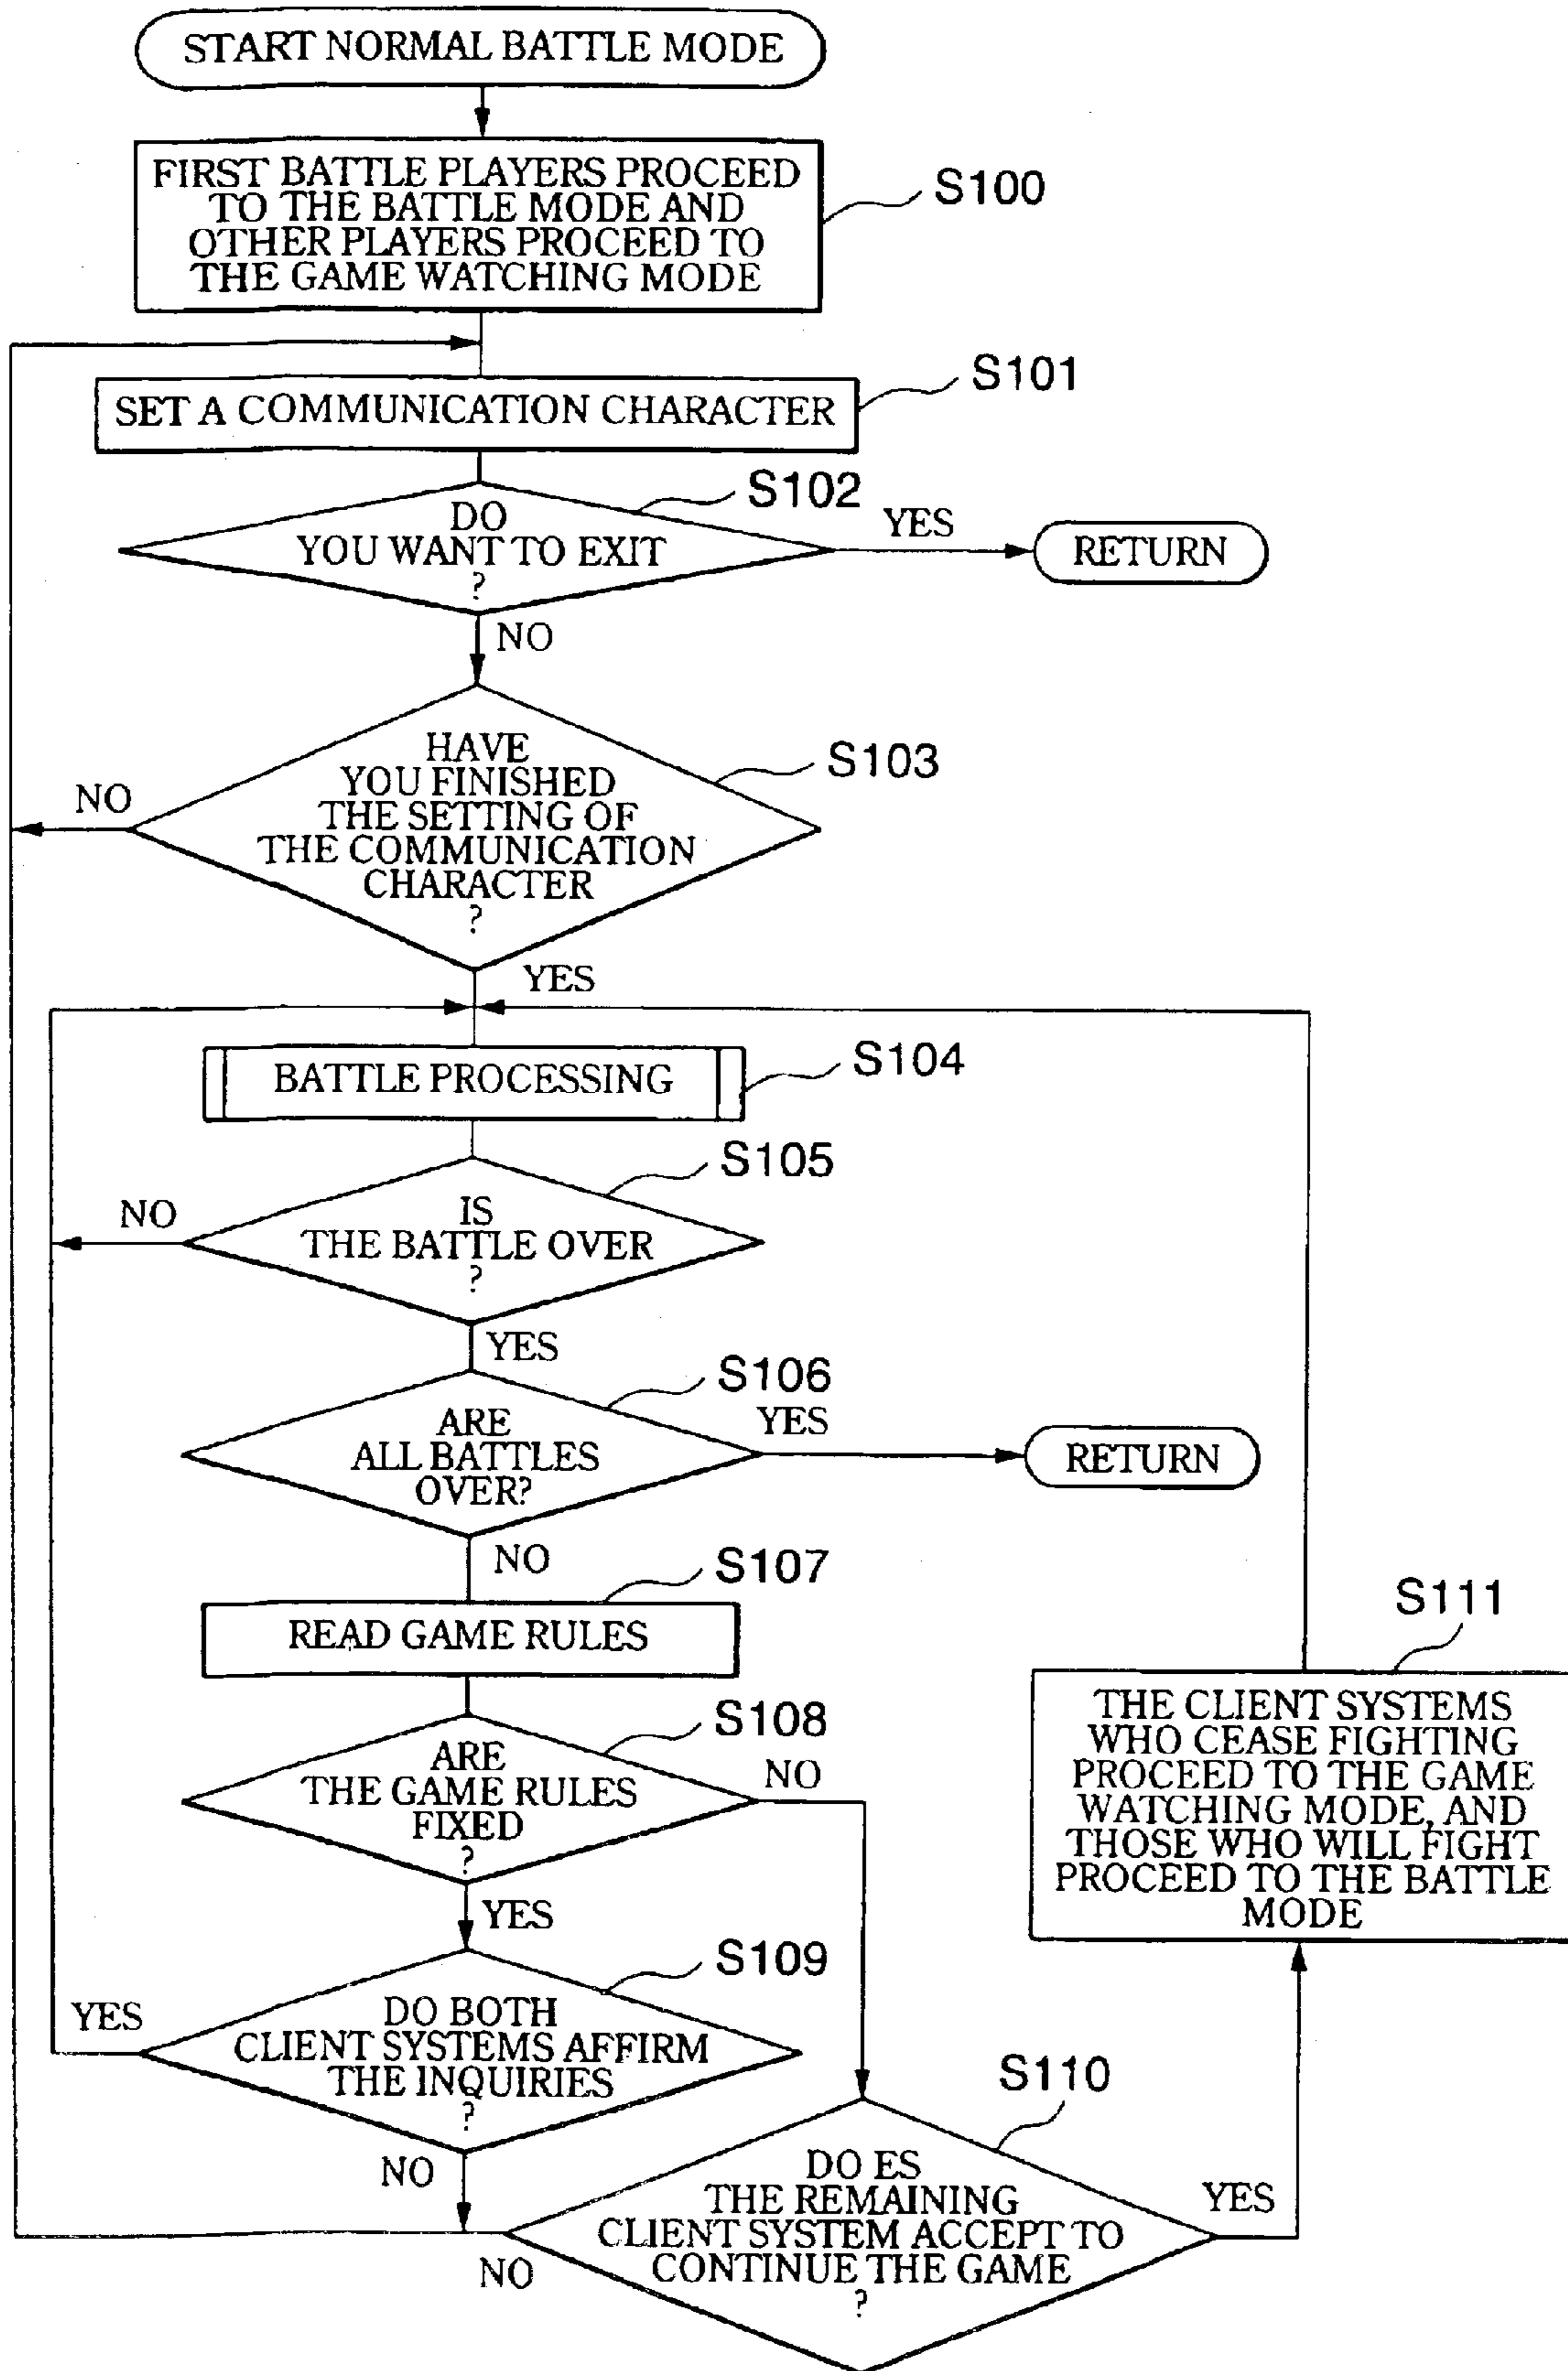 START NORMAL BATTLE MODE
FIRST BATTLE PLAYERS PROCEED
TO THE BATTLE MODE AND
OTHER PLAYERS PROCEED TO
THE GAME WATCHING MODE
S100
SET A COMMUNICATION CHARACTER
S101
DO
YOU WANT TO EXIT
?
S102
YES
RETURN
NO
HAVE
YOU FINISHED
THE SETTING OF
THE COMMUNICATION
CHARACTER
?
S103
NO
YES
BATTLE PROCESSING
S104
IS
THE BATTLE OVER
?
S105
NO
YES
ARE
ALL BATTLES
OVER?
S106
YES
RETURN
NO
READ GAME RULES
S107
ARE
THE GAME RULES
FIXED
?
S108
NO
YES
DO BOTH
CLIENT SYSTEMS AFFIRM
THE INQUIRIES
?
S109
YES
NO
DO ES
THE REMAINING
CLIENT SYSTEM ACCEPT TO
CONTINUE THE GAME
?
S110
NO
YES
S111
THE CLIENT SYSTEMS
WHO CEASE FIGHTING
PROCEED TO THE GAME
WATCHING MODE, AND
THOSE WHO WILL FIGHT
PROCEED TO THE BATTLE
MODE